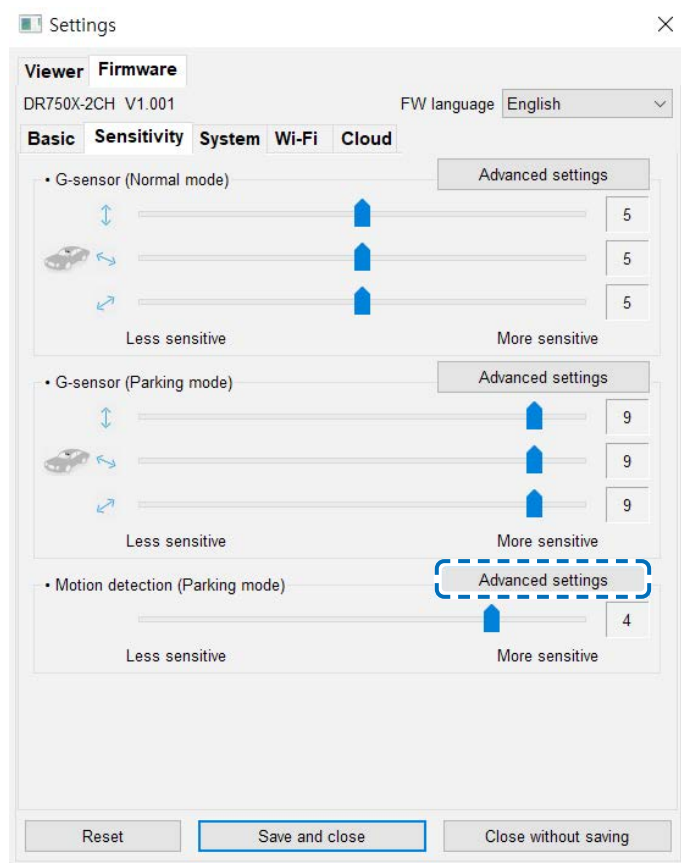 Settings
Viewer Firmware
DR750X-2CH V1.001 FW language English
Basic Sensitivity System Wi-Fi Cloud
• G-sensor (Normal mode) Advanced settings
5
5
5
Less sensitive More sensitive
• G-sensor (Parking mode) Advanced settings
9
9
9
Less sensitive More sensitive
• Motion detection (Parking mode) Advanced settings
4
Less sensitive More sensitive
Reset Save and close Close without saving